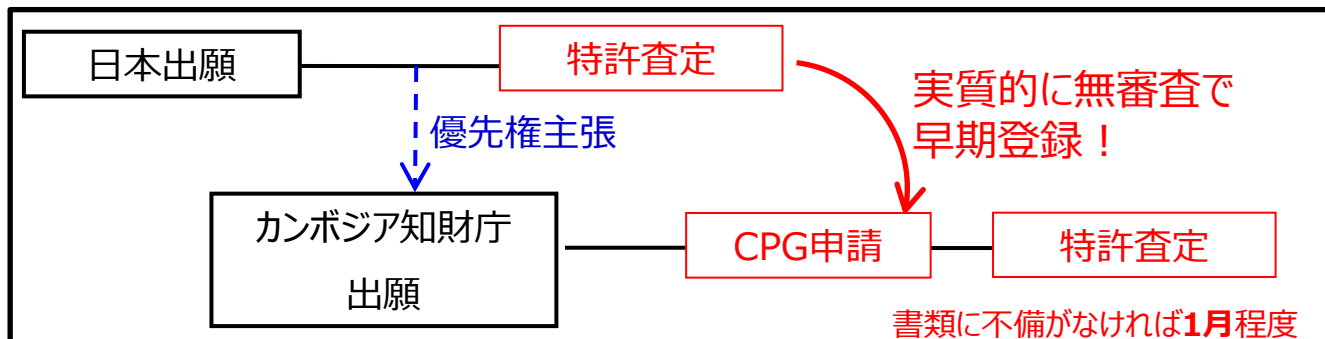 日本出願
特許査定
実質的に無審査で
早期登録！
優先権主張
カンボジア知財庁
出願
CPG申請
特許査定
書類に不備がなければ1月程度